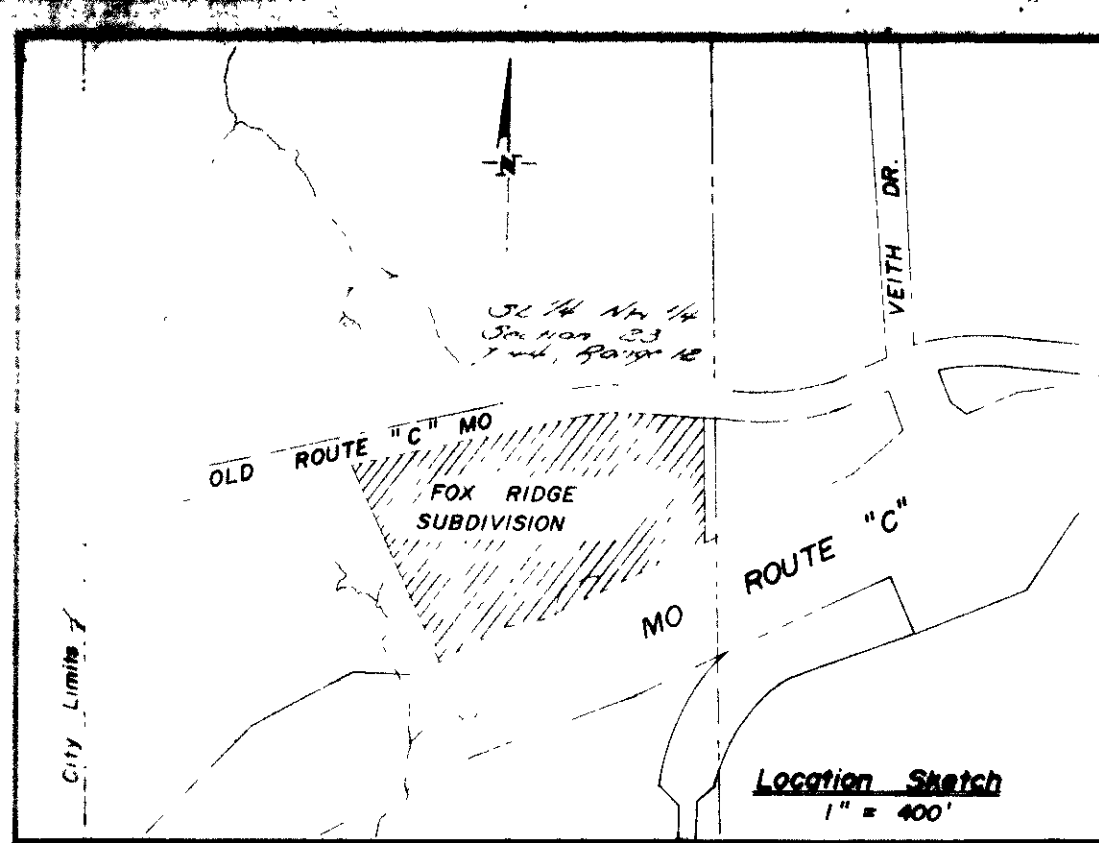 N
VEITH DR.
1/4 NW 1/4
Section 23
Range 12
OLD ROUTE "C" MO
FOX RIDGE
SUBDIVISION
MO ROUTE "C"
City Limits
Location Sketch
1" = 400'